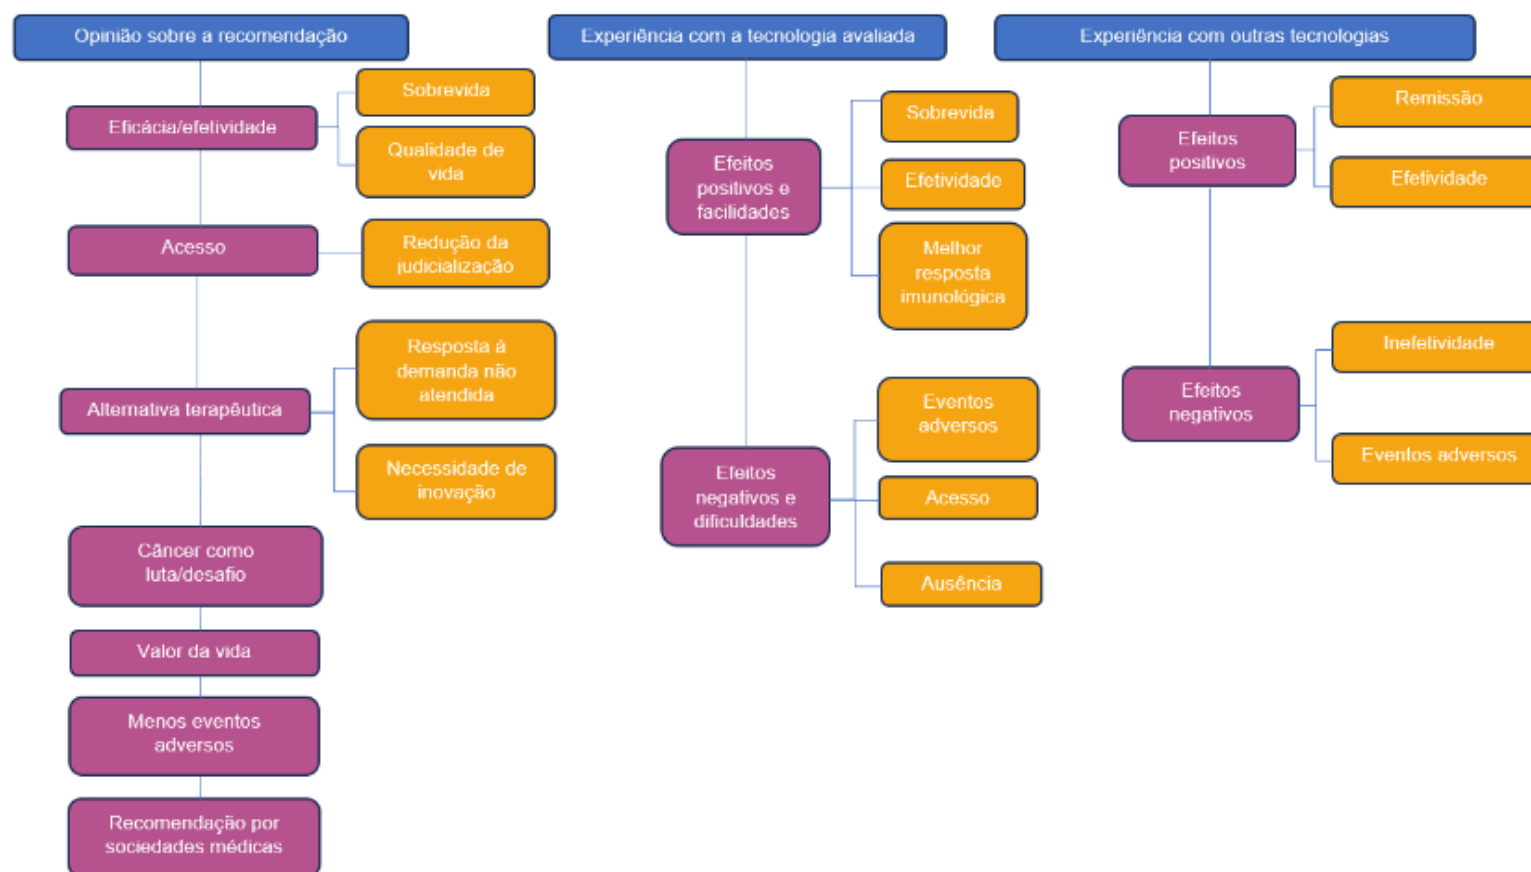 Opinião sobre a recomendação
Eficácia/efetividade
Sobrevida
Qualidade de
vida
Acesso
Redução da
judicialização
Alternativa terapêutica
Resposta à
demanda não
atendida
Necessidade de
inovação
Câncer como
luta/desafio
Valor da vida
Menos eventos
adversos
Recomendação por
sociedades médicas
Experiência com a tecnologia avaliada
Efeitos
positivos e
facilidades
Sobrevida
Efetividade
Melhor
resposta
imunológica
Efeitos
negativos e
dificuldades
Eventos
adversos
Acesso
Ausência
Experiência com outras tecnologias
Efeitos
positivos
Remissão
Efetividade
Efeitos
negativos
Inefetividade
Eventos adversos